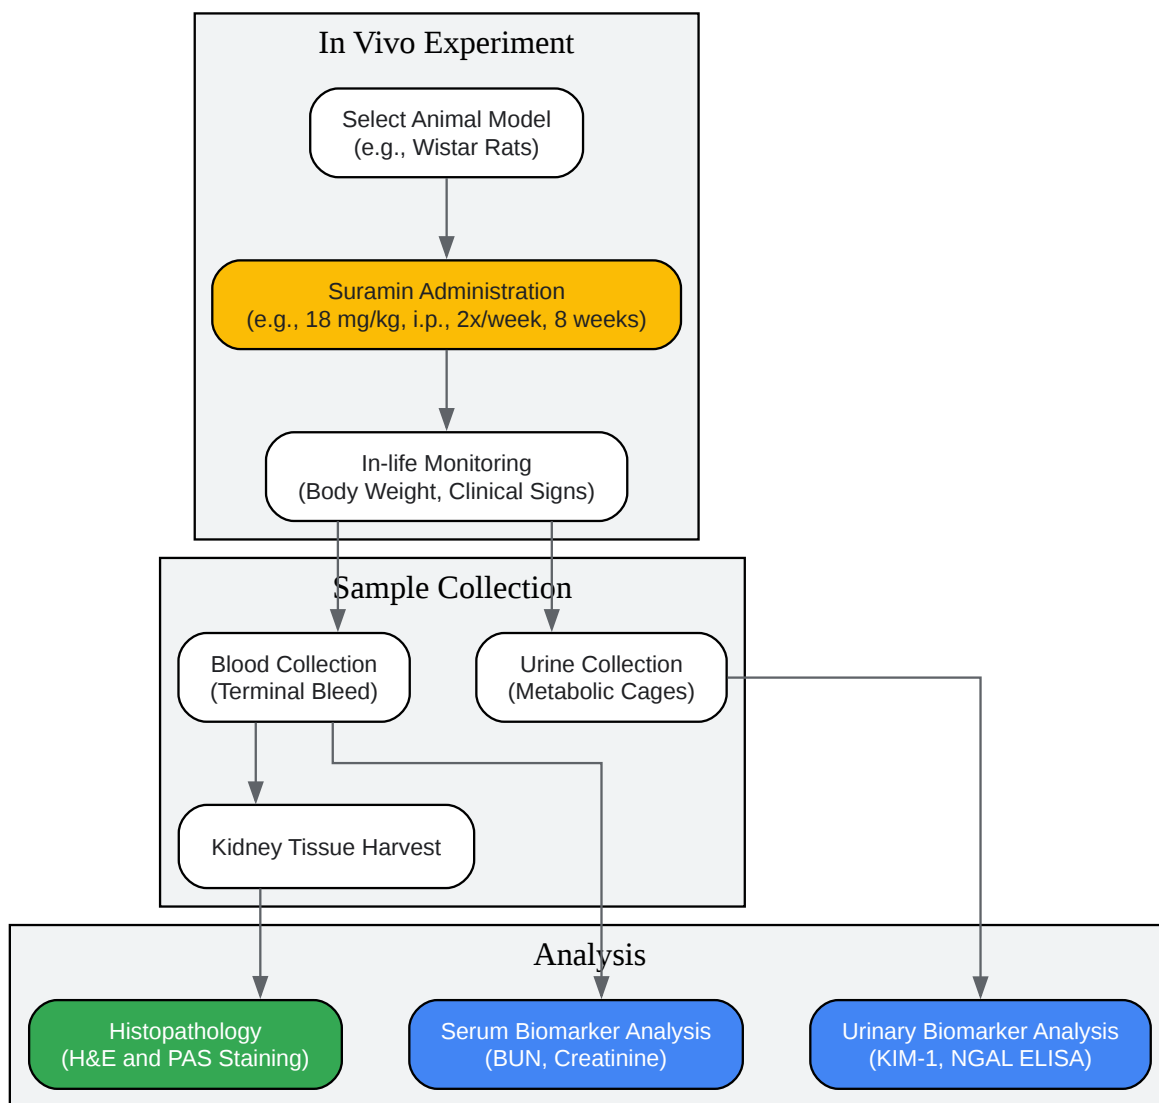 In Vivo Experiment
Select Animal Model
(e.g., Wistar Rats)
Suramin Administration
(e.g., 18 mg/kg, i.p., 2x/week, 8 weeks)
In-life Monitoring
(Body Weight, Clinical Signs)
Sample Collection
Blood Collection
(Terminal Bleed)
Urine Collection
(Metabolic Cages)
Kidney Tissue Harvest
Analysis
Histopathology
(H&E and PAS Staining)
Serum Biomarker Analysis
(BUN, Creatinine)
Urinary Biomarker Analysis
(KIM-1, NGAL ELISA)